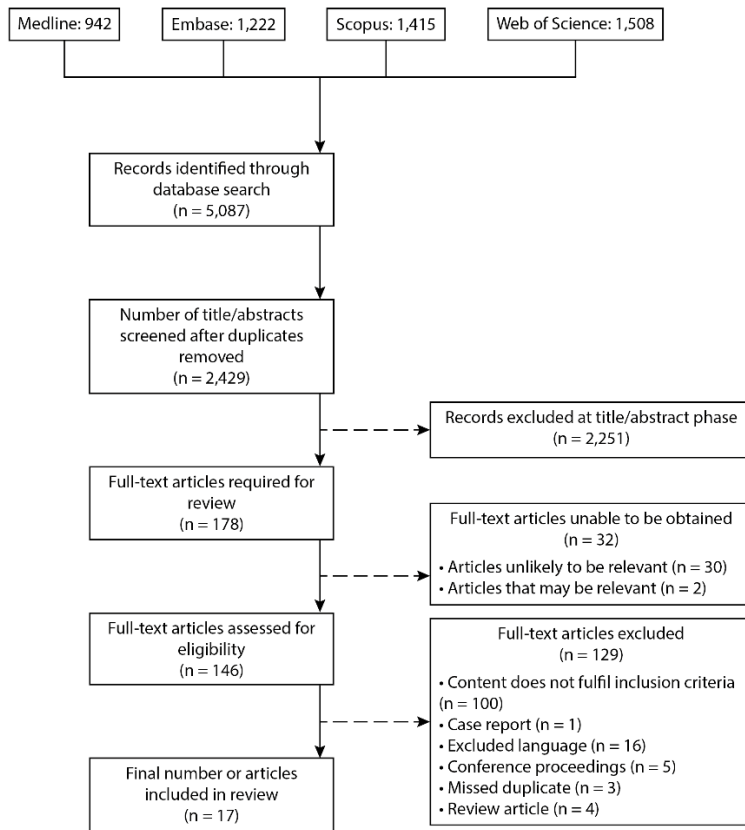 Medline: 942
Embase: 1,222
Scopus: 1,415
Web of Science: 1,508
Records identified through
database search
(n = 5,087)
Number of title/abstracts
screened after duplicates
removed
(n = 2,429)
Records excluded at title/abstract phase
(n = 2,251)
Full-text articles required for
review
(n = 178)
Full-text articles unable to be obtained
(n = 32)
• Articles unlikely to be relevant (n = 30)
• Articles that may be relevant (n = 2)
Full-text articles assessed for
eligibility
(n = 146)
Full-text articles excluded
(n = 129)
• Content does not fulfil inclusion criteria
(n = 100)
• Case report (n = 1)
• Excluded language (n = 16)
• Conference proceedings (n = 5)
• Missed duplicate (n = 3)
• Review article (n = 4)
Final number or articles
included in review
(n = 17)